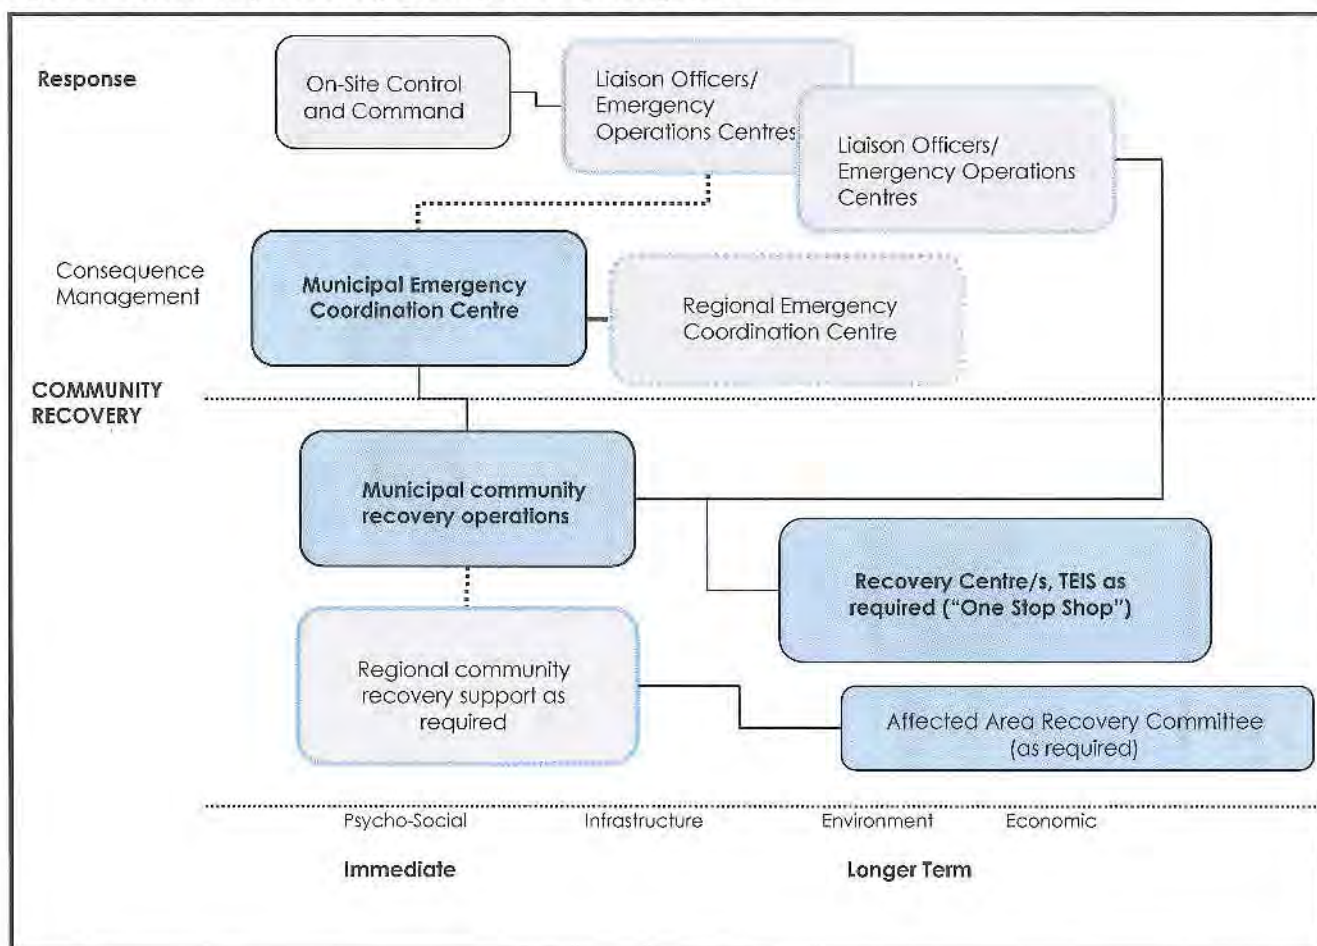 Response
On-Site Control
and Command
Liaison Officers/
Emergency
Operations Centres
Liaison Officers/
Emergency Operations
Centres
Consequence
Management
Municipal Emergency
Coordination Centre
Regional Emergency
Coordination Centre
COMMUNITY
RECOVERY
Municipal community
recovery operations
Recovery Centre/s, TEIS as
required ("One Stop Shop")
Regional community
recovery support as
required
Affected Area Recovery Committee
(as required)
Psycho-Social
Infrastructure
Environment
Economic
Immediate
Longer Term